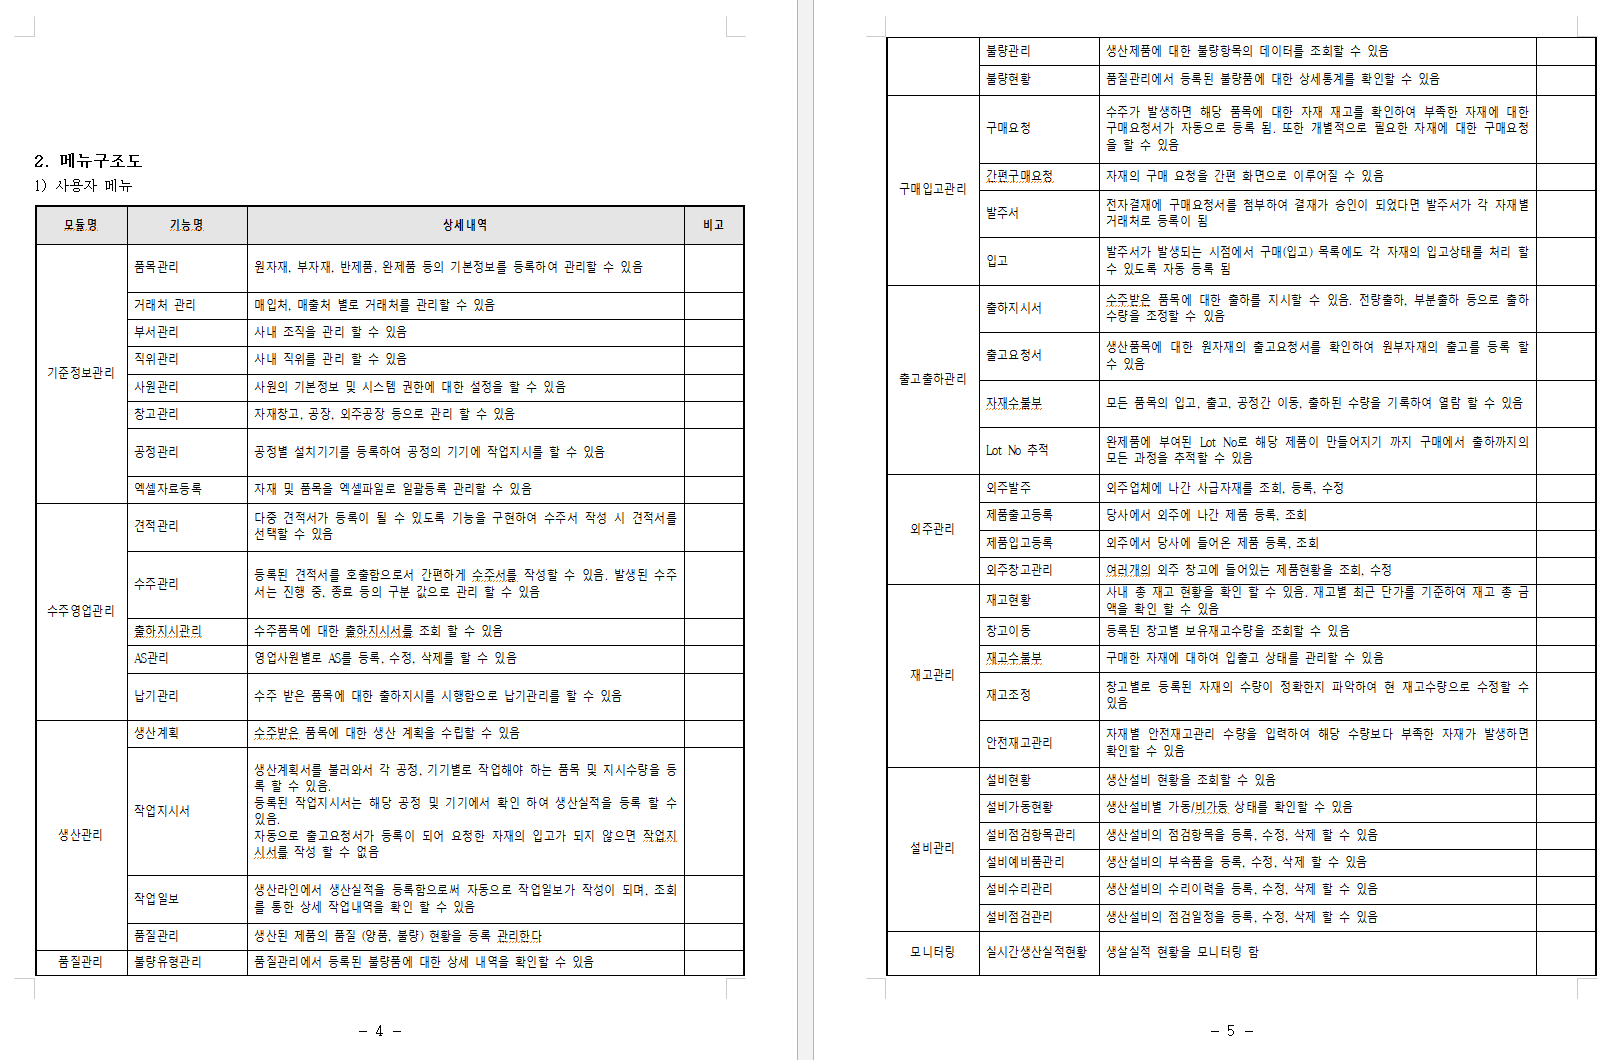 2. 메뉴구조도
1) 사용자 메뉴
모듈명 기능명 상세내역 비고
기준정보관리
품목관리 원자재, 부자재, 반제품, 완제품 등의 기본정보를 등록하여 관리할 수 있음
거래처 관리 매입처, 매출처 별로 거래처를 관리할 수 있음
부서관리 사내 조직을 관리 할 수 있음
직위관리 사내 직위를 관리 할 수 있음
사원관리 사원의 기본정보 및 시스템 권한에 대한 설정을 할 수 있음
창고관리 자재창고, 공장, 외주공장 등으로 관리 할 수 있음
공정관리 공정별 설치기기를 등록하여 공정의 기기에 작업지시를 할 수 있음
엑셀자료등록 자재 및 품목을 엑셀파일로 일괄등록 관리할 수 있음
수주영업관리
견적관리 다중 견적서가 등록이 될 수 있도록 기능을 구현하여 수주서 작성 시 견적서를
선택할 수 있음
수주관리 등록된 견적서를 호출함으로서 간편하게 수주서를 작성할 수 있음. 발생된 수주
서는 진행 중, 종료 등의 구분 값으로 관리 할 수 있음
출하지시관리 수주품목에 대한 출하지시서를 조회 할 수 있음
AS관리 영업사원별로 AS를 등록, 수정, 삭제를 할 수 있음
납기관리 수주 받은 품목에 대한 출하지시를 시행함으로 납기관리를 할 수 있음
생산관리
생산계획 수주받은 품목에 대한 생산 계획을 수립할 수 있음
작업지시서 생산계획서를 불러와서 각 공정, 기기별로 작업해야 하는 품목 및 지시수량을 등
록 할 수 있음.
등록된 작업지시서는 해당 공정 및 기기에서 확인 하여 생산실적을 등록 할 수
있음.
자동으로 출고요청서가 등록이 되어 요청한 자재의 입고가 되지 않으면 작업지
시서를 작성 할 수 없음
작업일보 생산라인에서 생산실적을 등록함으로써 자동으로 작업일보가 작성이 되며, 조회
를 통한 상세 작업내역을 확인 할 수 있음
품질관리 생산된 제품의 품질 (양품, 불량) 현황을 등록 관리한다
품질관리 불량유형관리 품질관리에서 등록된 불량품에 대한 상세 내역을 확인할 수 있음
- 4 -
불량관리 생산제품에 대한 불량항목의 데이터를 조회할 수 있음
불량현황 품질관리에서 등록된 불량품에 대한 상세통계를 확인할 수 있음
구매입고관리
구매요청 수주가 발생하면 해당 품목에 대한 자재 재고를 확인하여 부족한 자재에 대한
구매요청서가 자동으로 등록 됨. 또한 개별적으로 필요한 자재에 대한 구매요청
을 할 수 있음
간편구매요청 자재의 구매 요청을 간편 화면으로 이루어질 수 있음
발주서 전자결재에 구매요청서를 첨부하여 결재가 승인이 되었다면 발주서가 각 자재별
거래처로 등록이 됨
입고 발주서가 발생되는 시점에서 구매(입고) 목록에도 각 자재의 입고상태를 처리 할
수 있도록 자동 등록 됨
출고출하관리
출하지시서 수주받은 품목에 대한 출하를 지시할 수 있음. 전량출하, 부분출하 등으로 출하
수량을 조정할 수 있음
출고요청서 생산품목에 대한 원자재의 출고요청서를 확인하여 원부자재의 출고를 등록 할
수 있음
자재수불부 모든 품목의 입고, 출고, 공정간 이동, 출하된 수량을 기록하여 열람 할 수 있음
Lot No 추적 완제품에 부여된 Lot No로 해당 제품이 만들어지기 까지 구매에서 출하까지의
모든 과정을 추적할 수 있음
외주관리
외주발주 외주업체에 나간 사급자재를 조회, 등록, 수정
제품출고등록 당사에서 외주에 나간 제품 등록, 조회
제품입고등록 외주에서 당사에 들어온 제품 등록, 조회
외주창고관리 여러개의 외주 창고에 들어있는 제품현황을 조회, 수정
재고관리
재고현황 사내 총 재고 현황을 확인 할 수 있음. 재고별 최근 단가를 기준하여 재고 총 금
액을 확인 할 수 있음
창고이동 등록된 창고별 보유재고수량을 조회할 수 있음
재고수불부 구매한 자재에 대하여 입출고 상태를 관리할 수 있음
재고조정 창고별로 등록된 자재의 수량이 정확한지 파악하여 현 재고수량으로 수정할 수
있음
안전재고관리 자재별 안전재고관리 수량을 입력하여 해당 수량보다 부족한 자재가 발생하면
확인할 수 있음
설비관리
설비현황 생산설비 현황을 조회할 수 있음
설비가동현황 생산설비별 가동/비가동 상태를 확인할 수 있음
설비점검항목관리 생산설비의 점검항목을 등록, 수정, 삭제 할 수 있음
설비예비품관리 생산설비의 부속품을 등록, 수정, 삭제 할 수 있음
설비수리관리 생산설비의 수리이력을 등록, 수정, 삭제 할 수 있음
설비점검관리 생산설비의 점검일정을 등록, 수정, 삭제 할 수 있음
모니터링 실시간생산실적현황 생살실적 현황을 모니터링 함
- 5 -